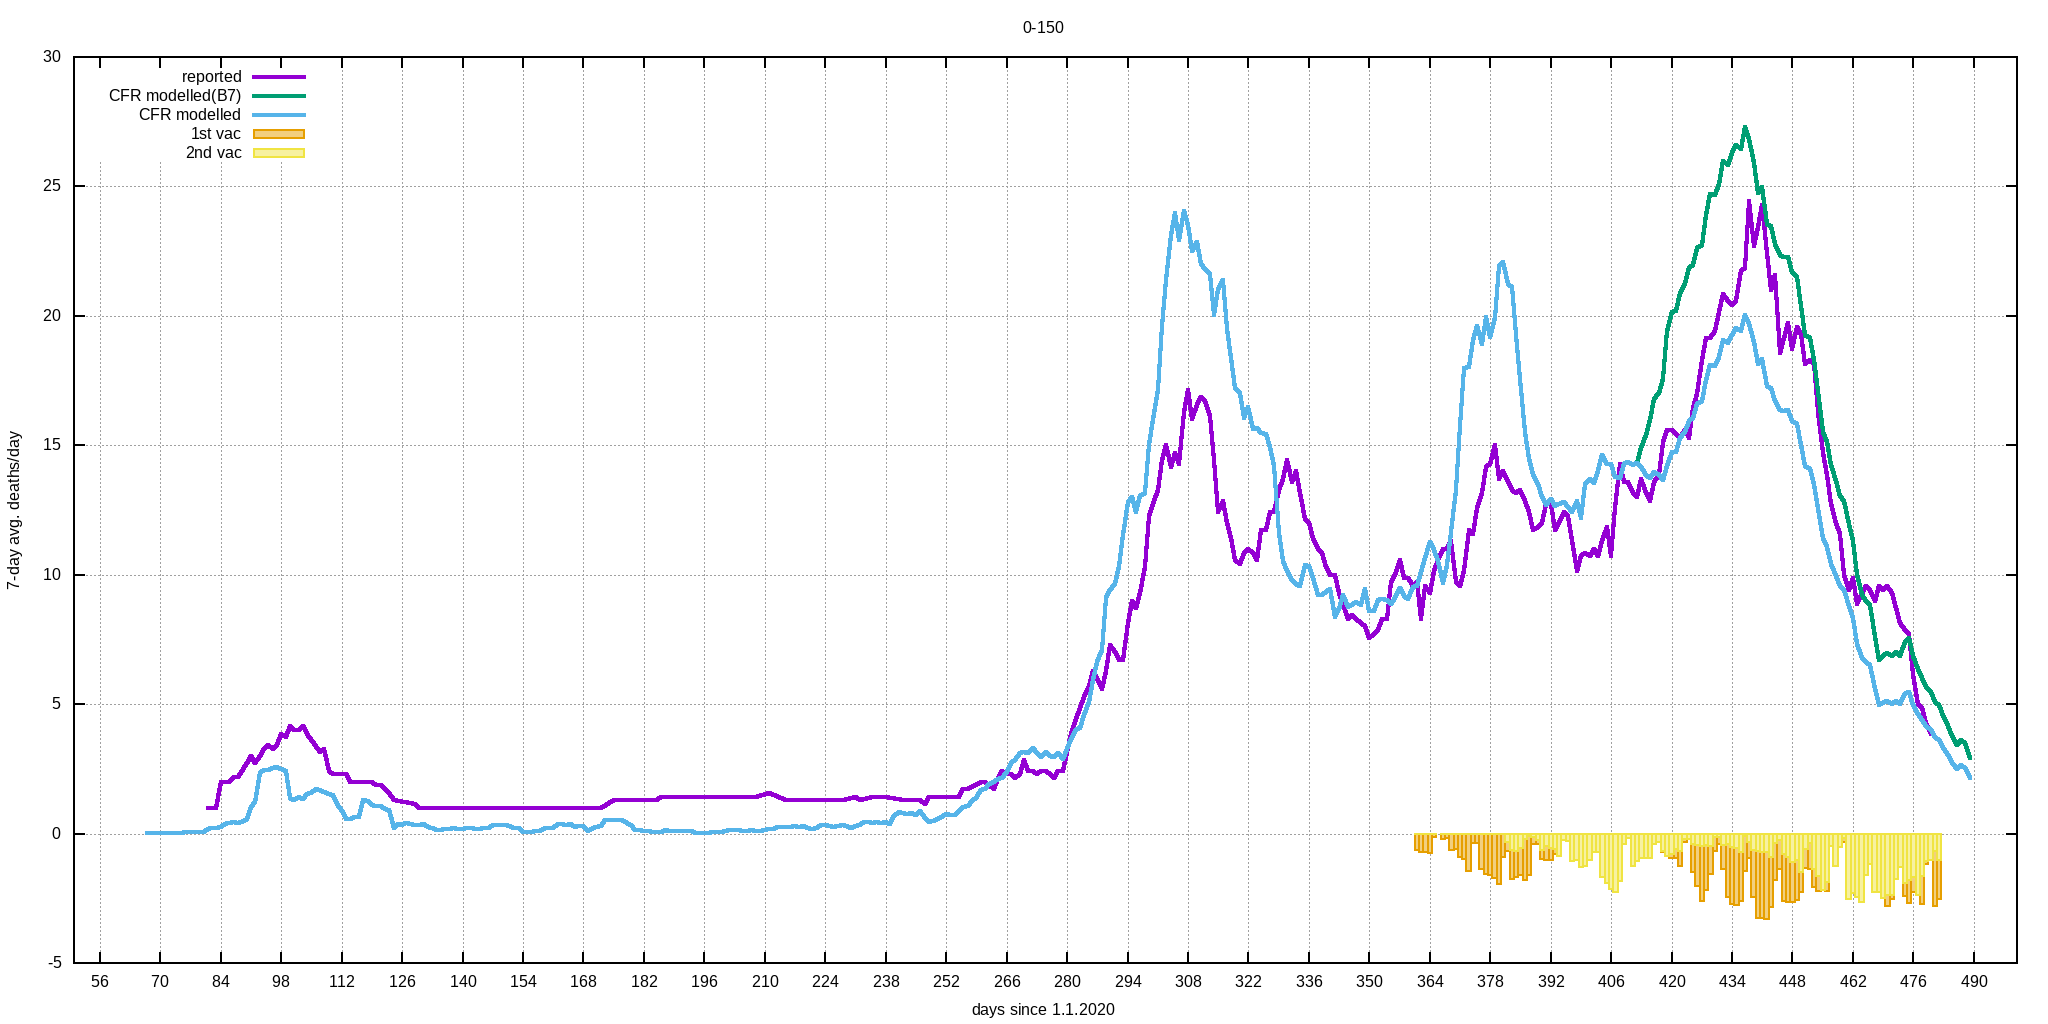 0-150
30
25
20
15
10
5
0
-5
7-day avg. deaths/day
reported
CFR modelled(B7)
CFR modelled
1st vac
2nd vac
56 70 84 98 112 126 140 154 168 182 196 210 224 238 252 266 280 294 308 322 336 350 364 378 392 406 420 434 448 462 476 490
days since 1.1.2020